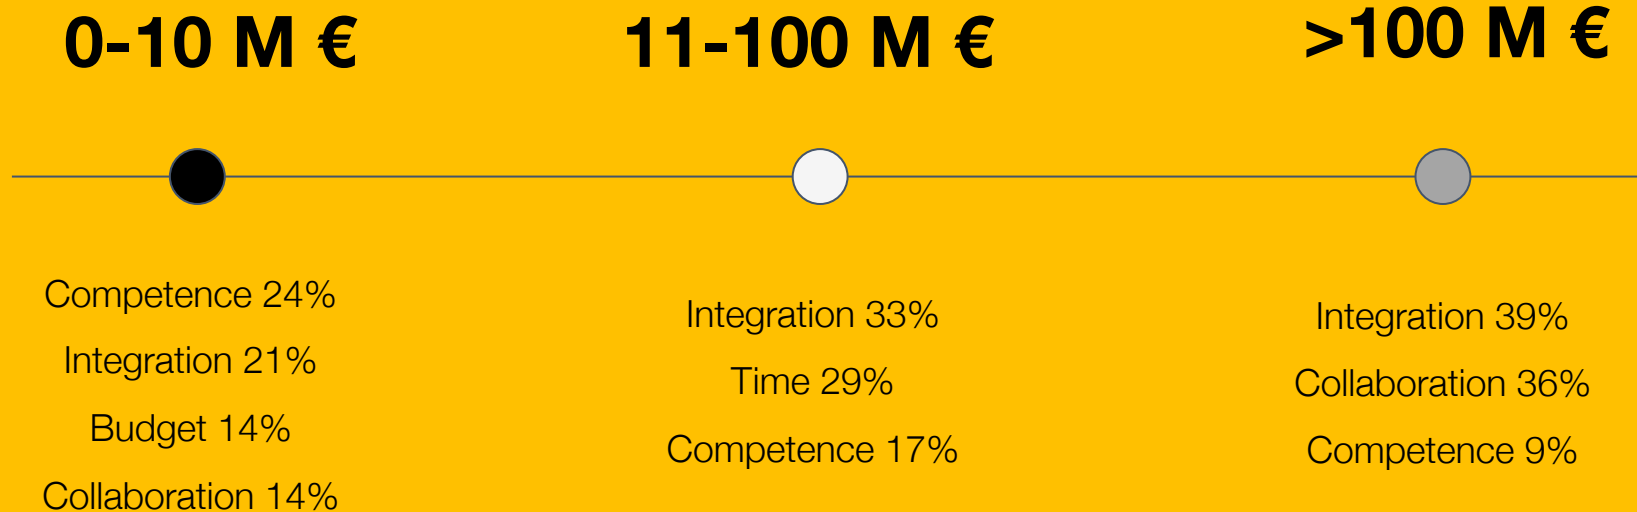 0-10 M €
Competence 24%
Integration 21%
Budget 14%
Collaboration 14%
11-100 M €
Integration 33%
Time 29%
Competence 17%
>100 M €
Integration 39%
Collaboration 36%
Competence 9%